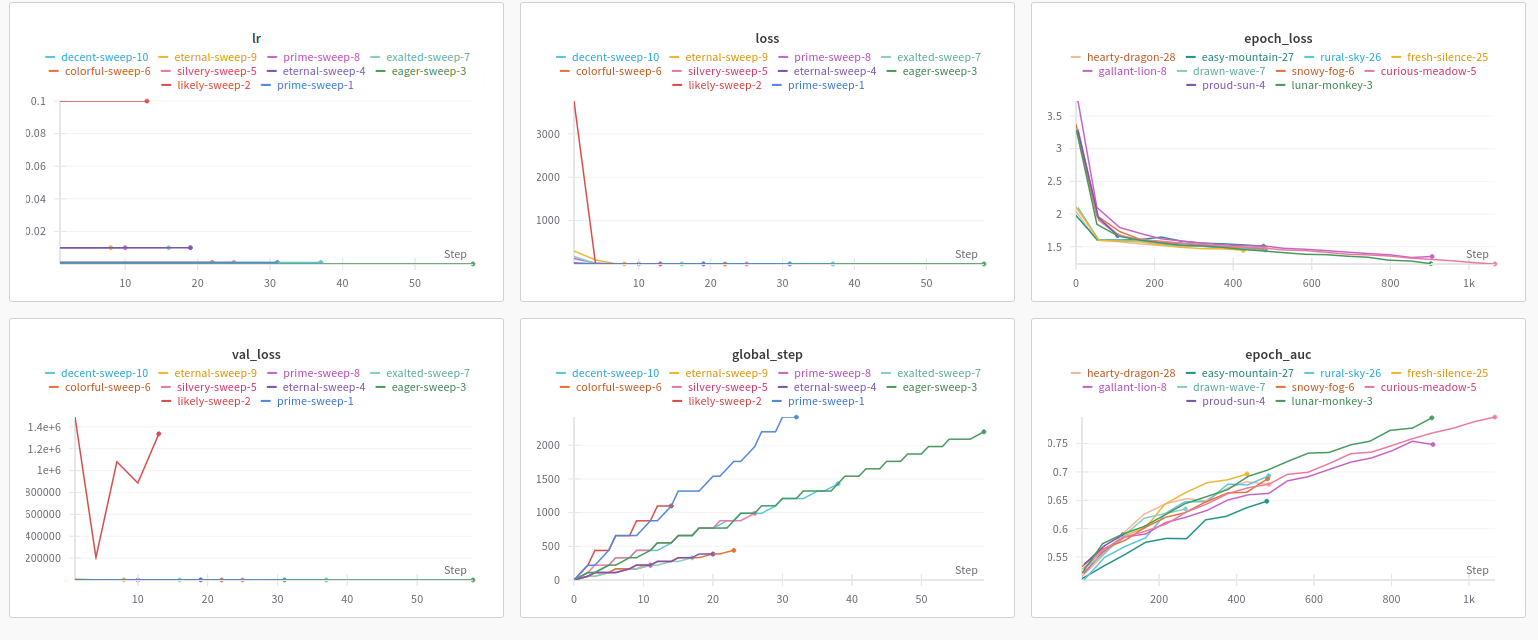 lr
decent-sweep-10 eternal-sweep-9 prime-sweep-8 exalted-sweep-7
colorful-sweep-6 silvery-sweep-5 eternal-sweep-4 eager-sweep-3
likely-sweep-2 prime-sweep-1
0.1
0.08
0.06
0.04
0.02
Step
10 20 30 40 50
loss
decent-sweep-10 eternal-sweep-9 prime-sweep-8 exalted-sweep-7
colorful-sweep-6 silvery-sweep-5 eternal-sweep-4 eager-sweep-3
likely-sweep-2 prime-sweep-1
3000
2000
1000
Step
10 20 30 40 50
epoch_loss
hearty-dragon-28 easy-mountain-27 rural-sky-26 fresh-silence-25
gallant-lion-8 drawn-wave-7 snowy-fog-6 curious-meadow-5
proud-sun-4 lunar-monkey-3
3.5
3
2.5
2
1.5
Step
0 200 400 600 800 1k
val_loss
decent-sweep-10 eternal-sweep-9 prime-sweep-8 exalted-sweep-7
colorful-sweep-6 silvery-sweep-5 eternal-sweep-4 eager-sweep-3
likely-sweep-2 prime-sweep-1
1.4e+6
1.2e+6
1e+6
800000
600000
400000
200000
Step
10 20 30 40 50
global_step
decent-sweep-10 eternal-sweep-9 prime-sweep-8 exalted-sweep-7
colorful-sweep-6 silvery-sweep-5 eternal-sweep-4 eager-sweep-3
likely-sweep-2 prime-sweep-1
2000
1500
1000
500
0
Step
0 10 20 30 40 50
epoch_auc
hearty-dragon-28 easy-mountain-27 rural-sky-26 fresh-silence-25
gallant-lion-8 drawn-wave-7 snowy-fog-6 curious-meadow-5
proud-sun-4 lunar-monkey-3
0.75
0.7
0.65
0.6
0.55
Step
200 400 600 800 1k